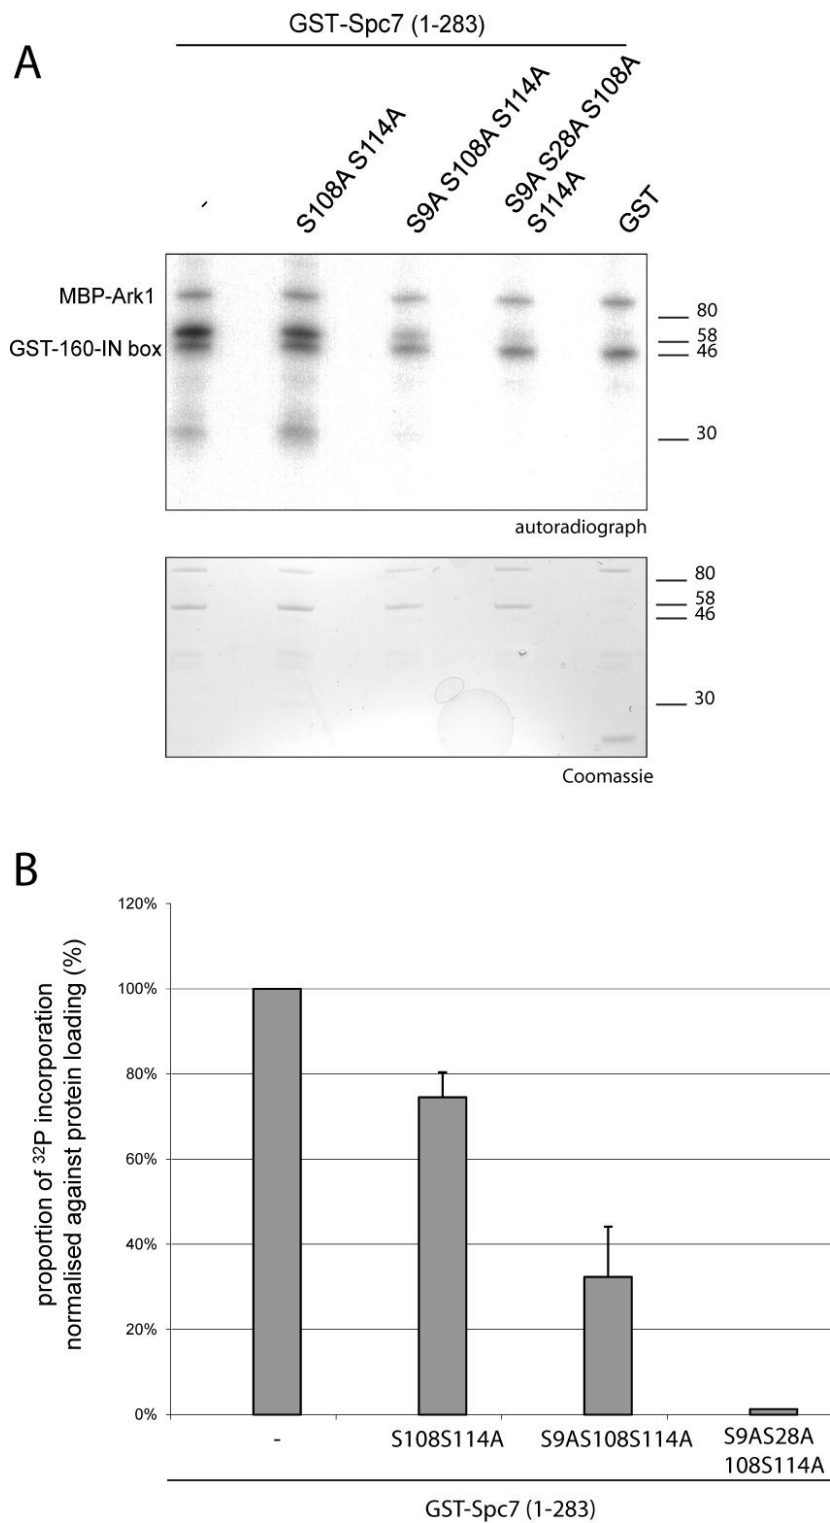 GST-Spc7 (1-283)
A
-
S108A S114A
S9A S108A S114A
S9A S28A S108A
S114A
GST
MBP-Ark1
GST-160-IN box
80
58
46
30
autoradiograph
80
58
46
30
Coomassie
B
proportion of ³²P incorporation
normalised against protein loading (%)
120%
100%
80%
60%
40%
20%
0%
-
S108S114A
S9AS108S114A
S9AS28A
108S114A
GST-Spc7 (1-283)